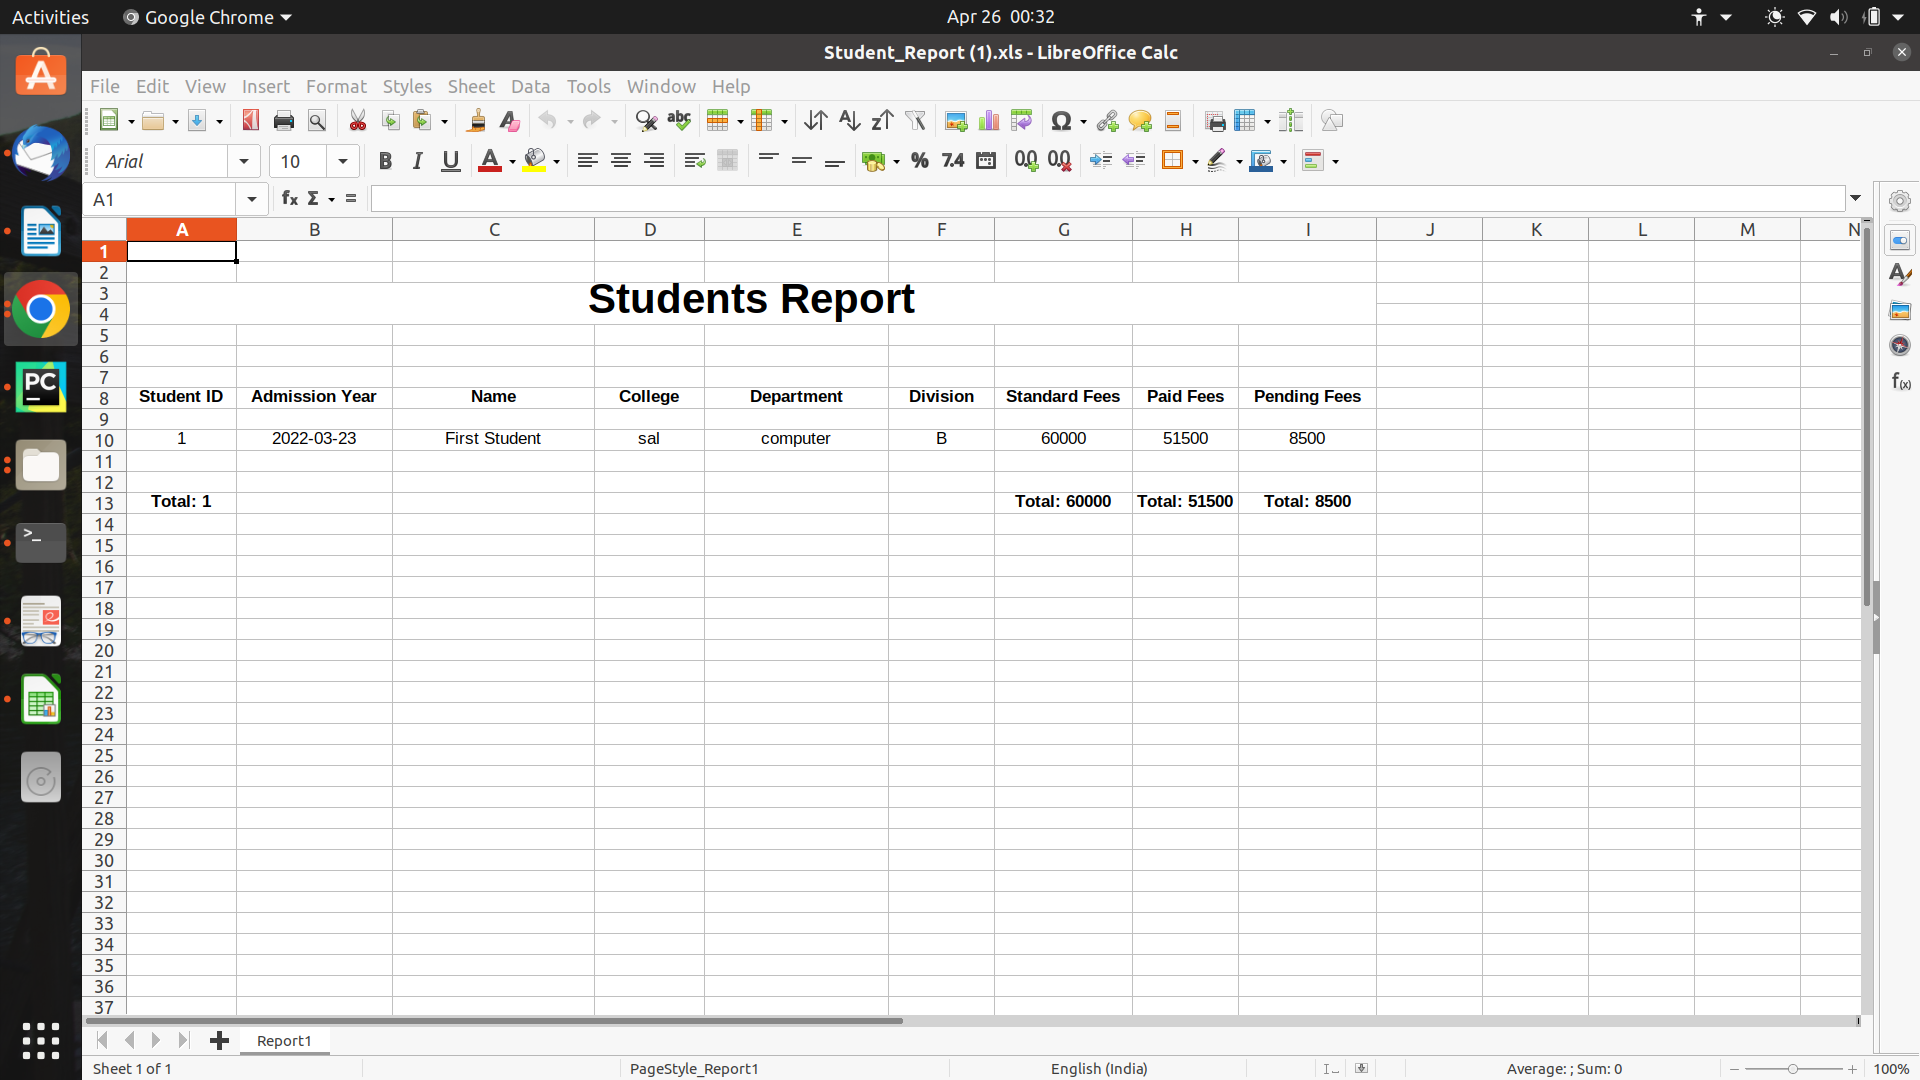 Activities Google Chrome Apr 26 00:32
Student_Report (1).xls - LibreOffice Calc
File Edit View Insert Format Styles Sheet Data Tools Window Help
Arial 10 B I U A % 7.4
A1 fx Σ =
A B C D E F G H I J K L M N
1
2
3 Students Report
4
5
6
7
8 Student ID Admission Year Name College Department Division Standard Fees Paid Fees Pending Fees
9
10 1 2022-03-23 First Student sal computer B 60000 51500 8500
11
12
13 Total: 1 Total: 60000 Total: 51500 Total: 8500
14
15
16
17
18
19
20
21
22
23
24
25
26
27
28
29
30
31
32
33
34
35
36
37
Report1
Sheet 1 of 1 PageStyle_Report1 English (India) Average: ; Sum: 0 100%